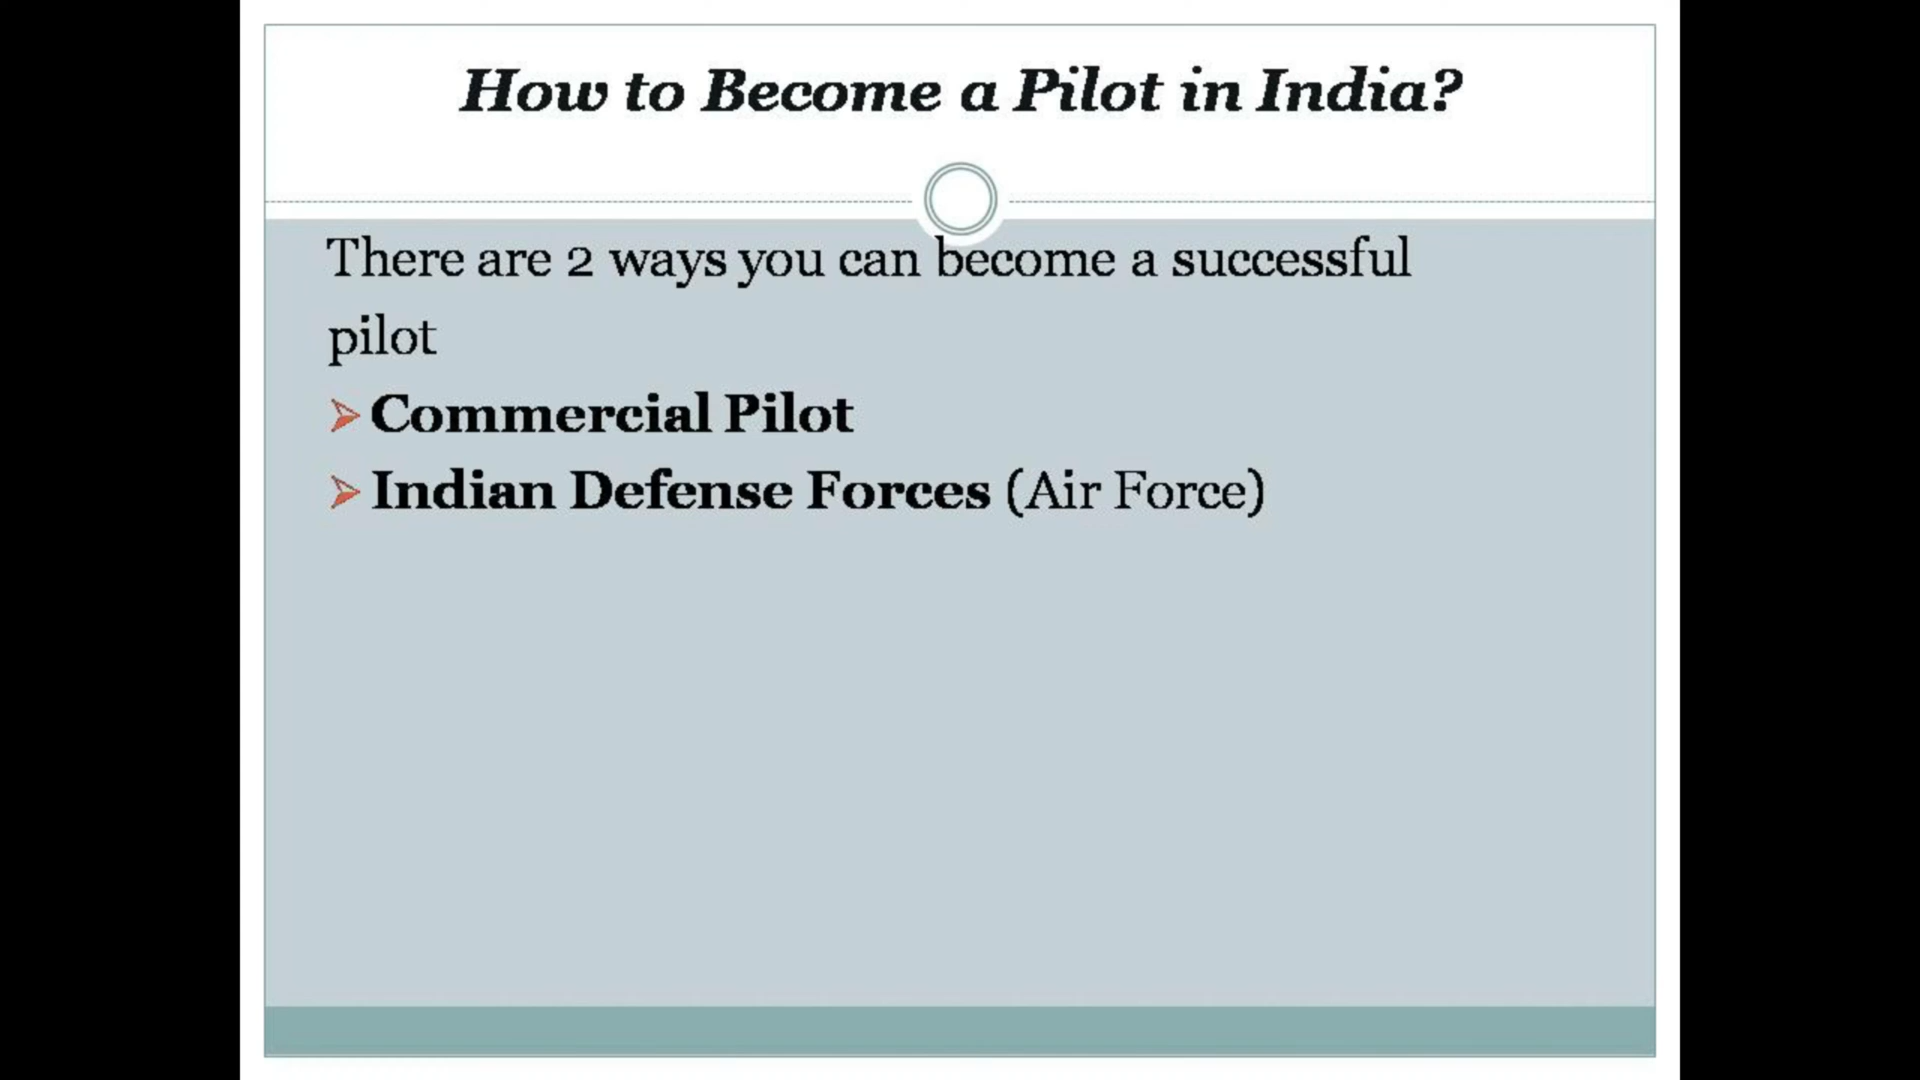 How to Become a Pilot in India?
There are 2 ways you can become a successful
pilot
Commercial Pilot
Indian Defense Forces (Air Force)